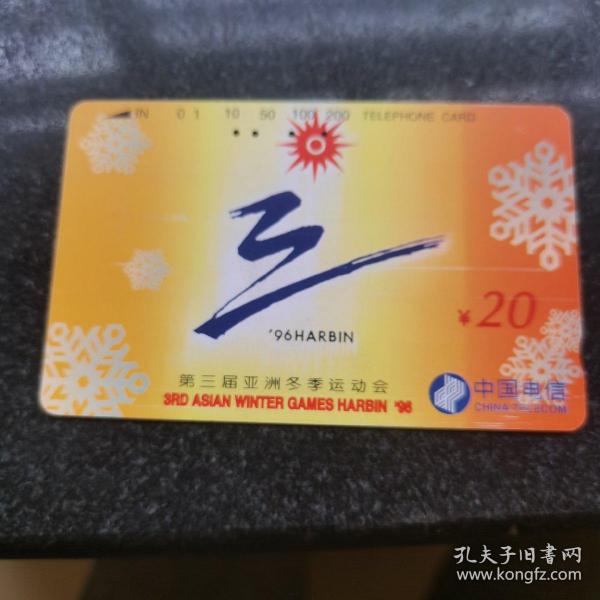 IN 0 1 10 50 100 200 TELEPHONE CARD
'96HARBIN
¥20
第三届亚洲冬季运动会
3RD ASIAN WINTER GAMES HARBIN '96
中国电信
CHINA TELECOM
孔夫子旧書网
www.kongfz.com